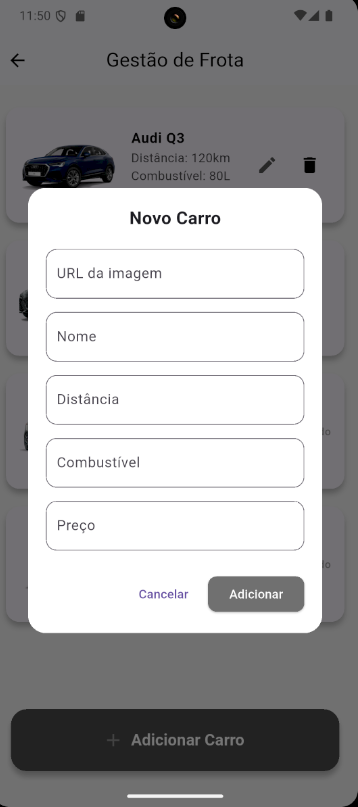 11:50
Gestão de Frota
Audi Q3
Distância: 120km
Combustível: 80L
Novo Carro
URL da imagem
Nome
Distância
Combustível
Preço
Cancelar
Adicionar
+ Adicionar Carro